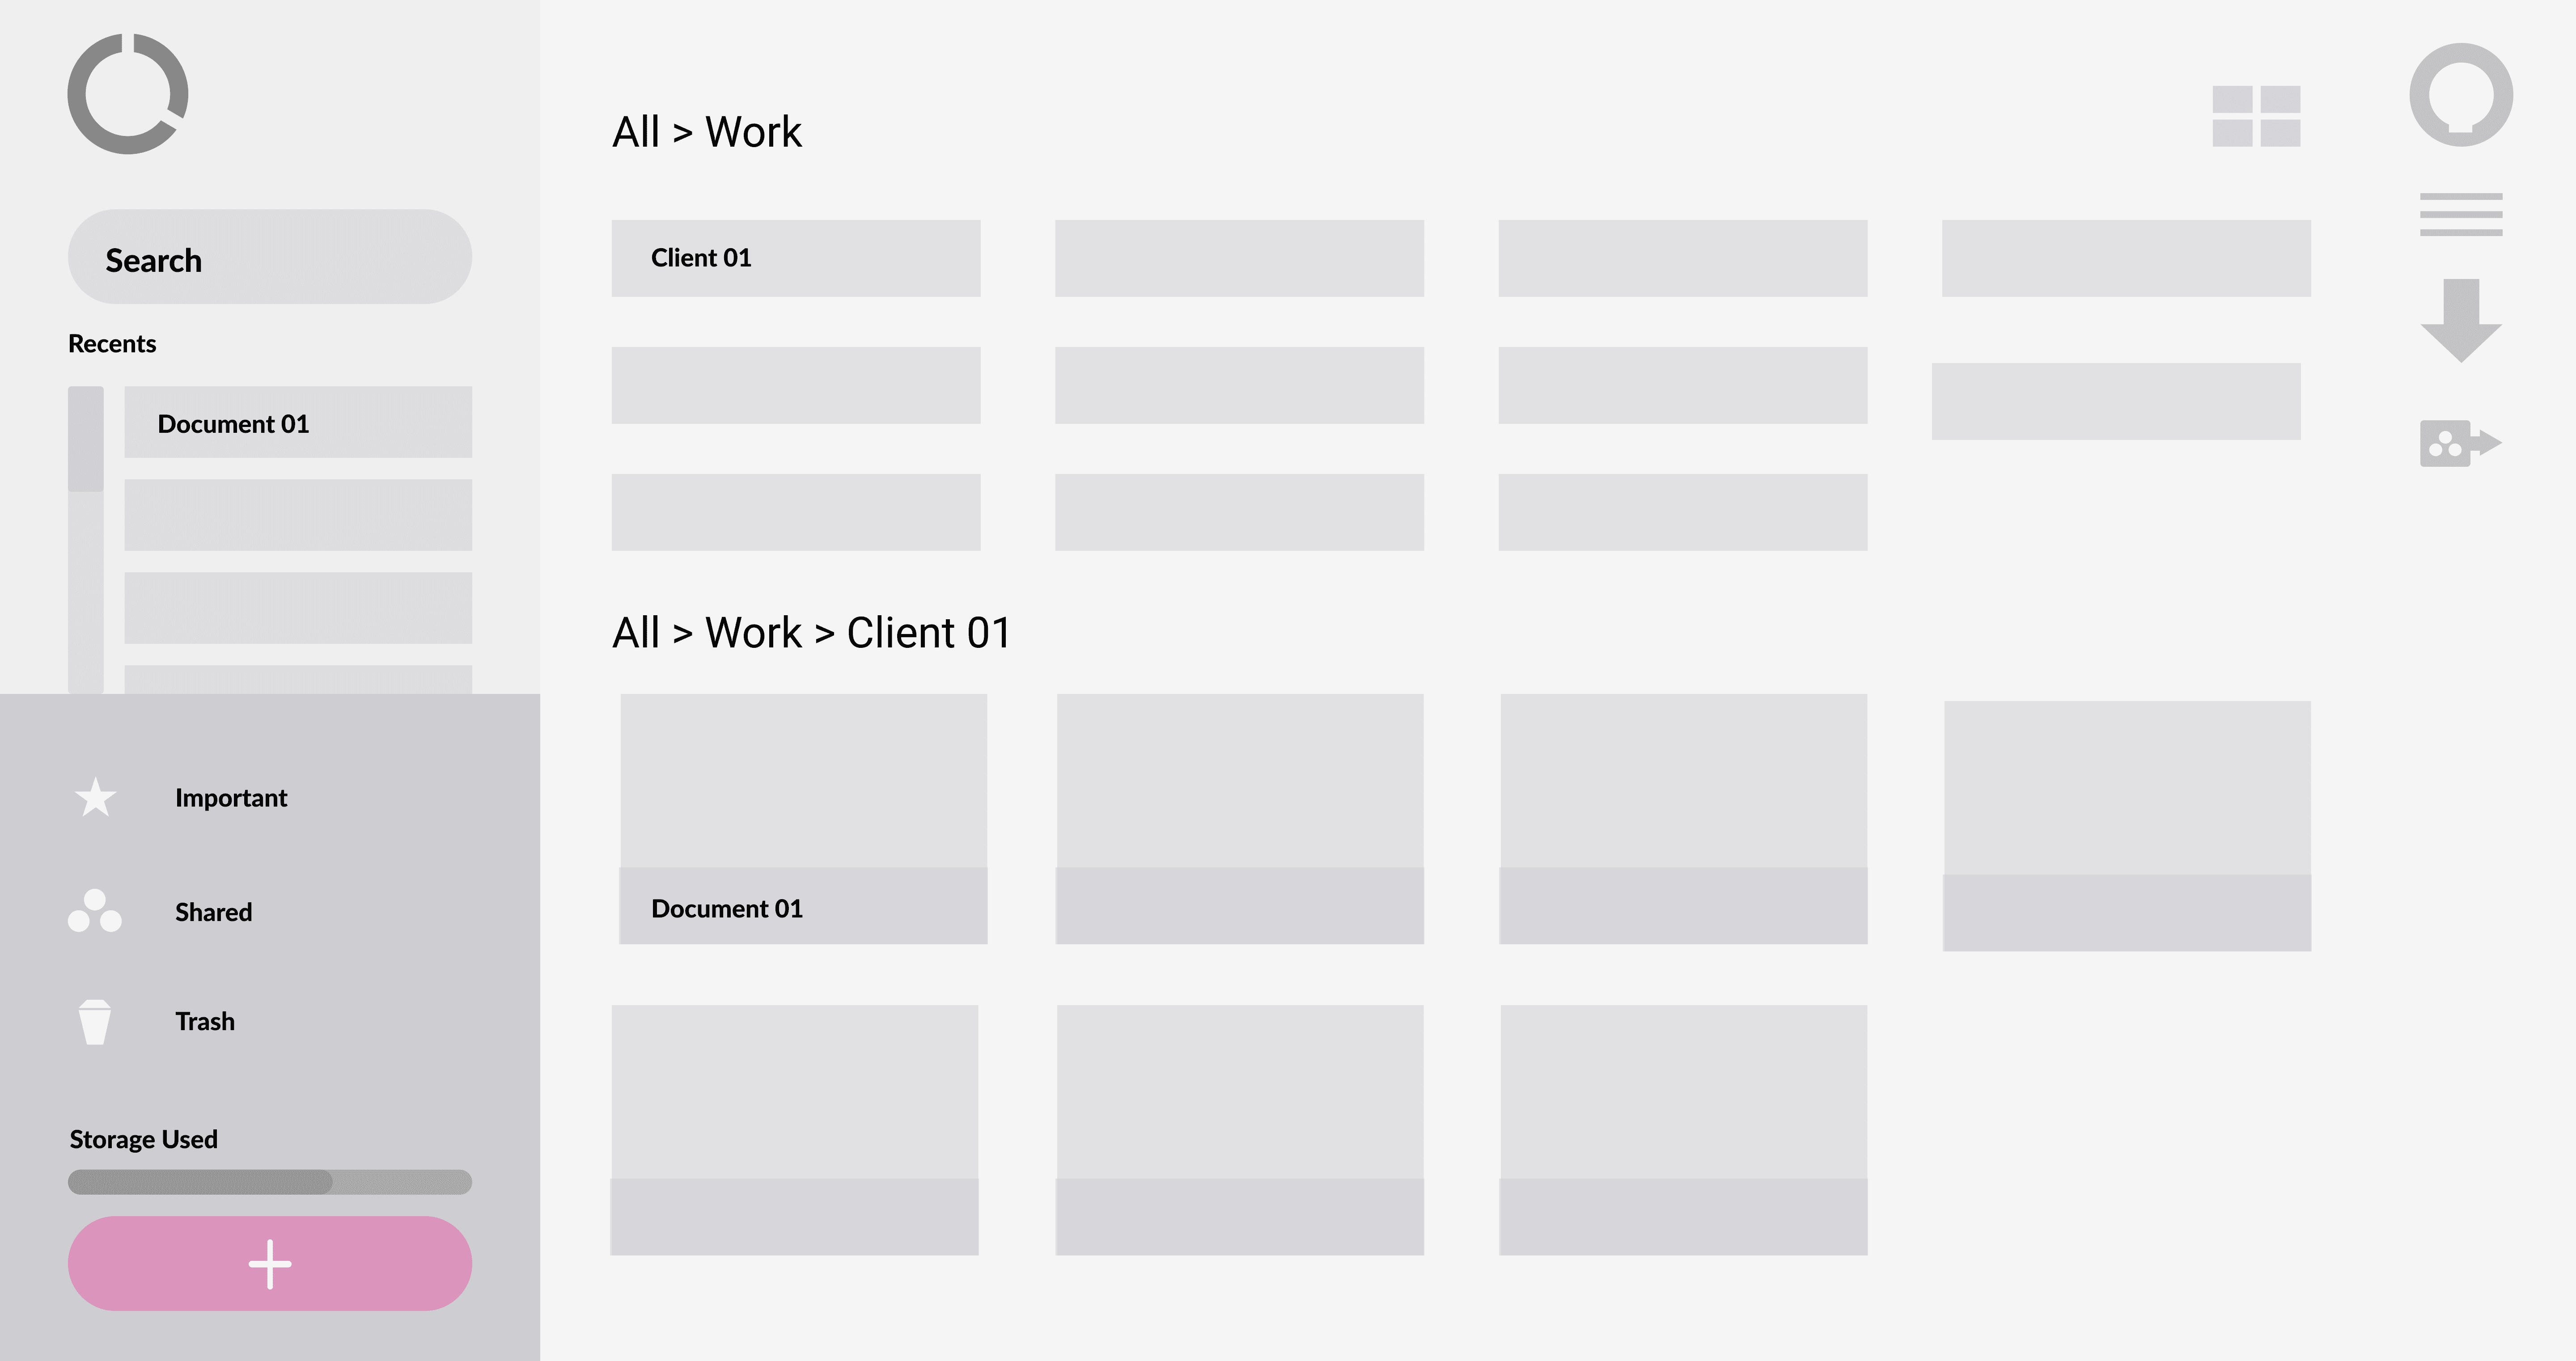 Search
Recents
Document 01
Important
Shared
Trash
Storage Used
All > Work
Client 01
All > Work > Client 01
Document 01